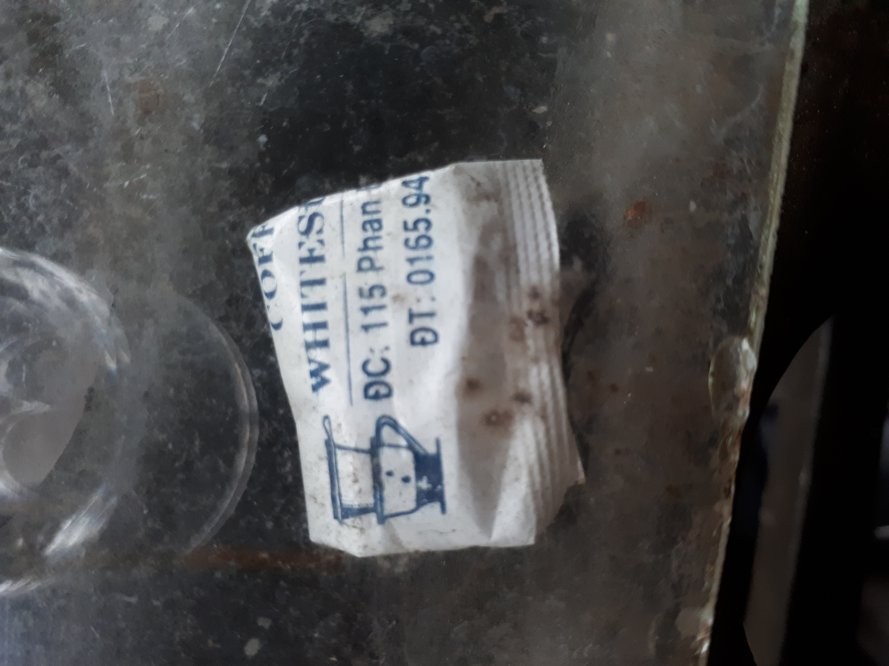 COFF
WHITES
ĐC: 115 Phan
ĐT: 0165.94